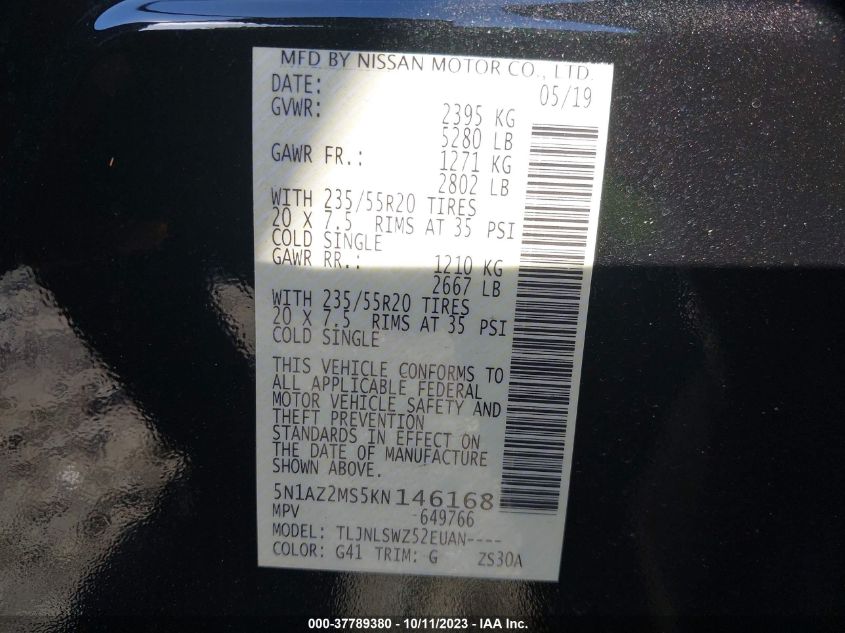 MFD BY NISSAN MOTOR CO., LTD.
DATE: 05/19
GVWR: 2395 KG
5280 LB
GAWR FR.: 1271 KG
2802 LB
WITH 235/55R20 TIRES
20 X 7.5 RIMS AT 35 PSI
COLD SINGLE
GAWR RR.: 1210 KG
2667 LB
WITH 235/55R20 TIRES
20 X 7.5 RIMS AT 35 PSI
COLD SINGLE
THIS VEHICLE CONFORMS TO
ALL APPLICABLE FEDERAL
MOTOR VEHICLE SAFETY AND
THEFT PREVENTION
STANDARDS IN EFFECT ON
THE DATE OF MANUFACTURE
SHOWN ABOVE.
5N1AZ2MS5KN146168
MPV -649766
MODEL: TLJNLSWZ52EUAN----
COLOR: G41 TRIM: G ZS30A
000-37789380 - 10/11/2023 - IAA Inc.